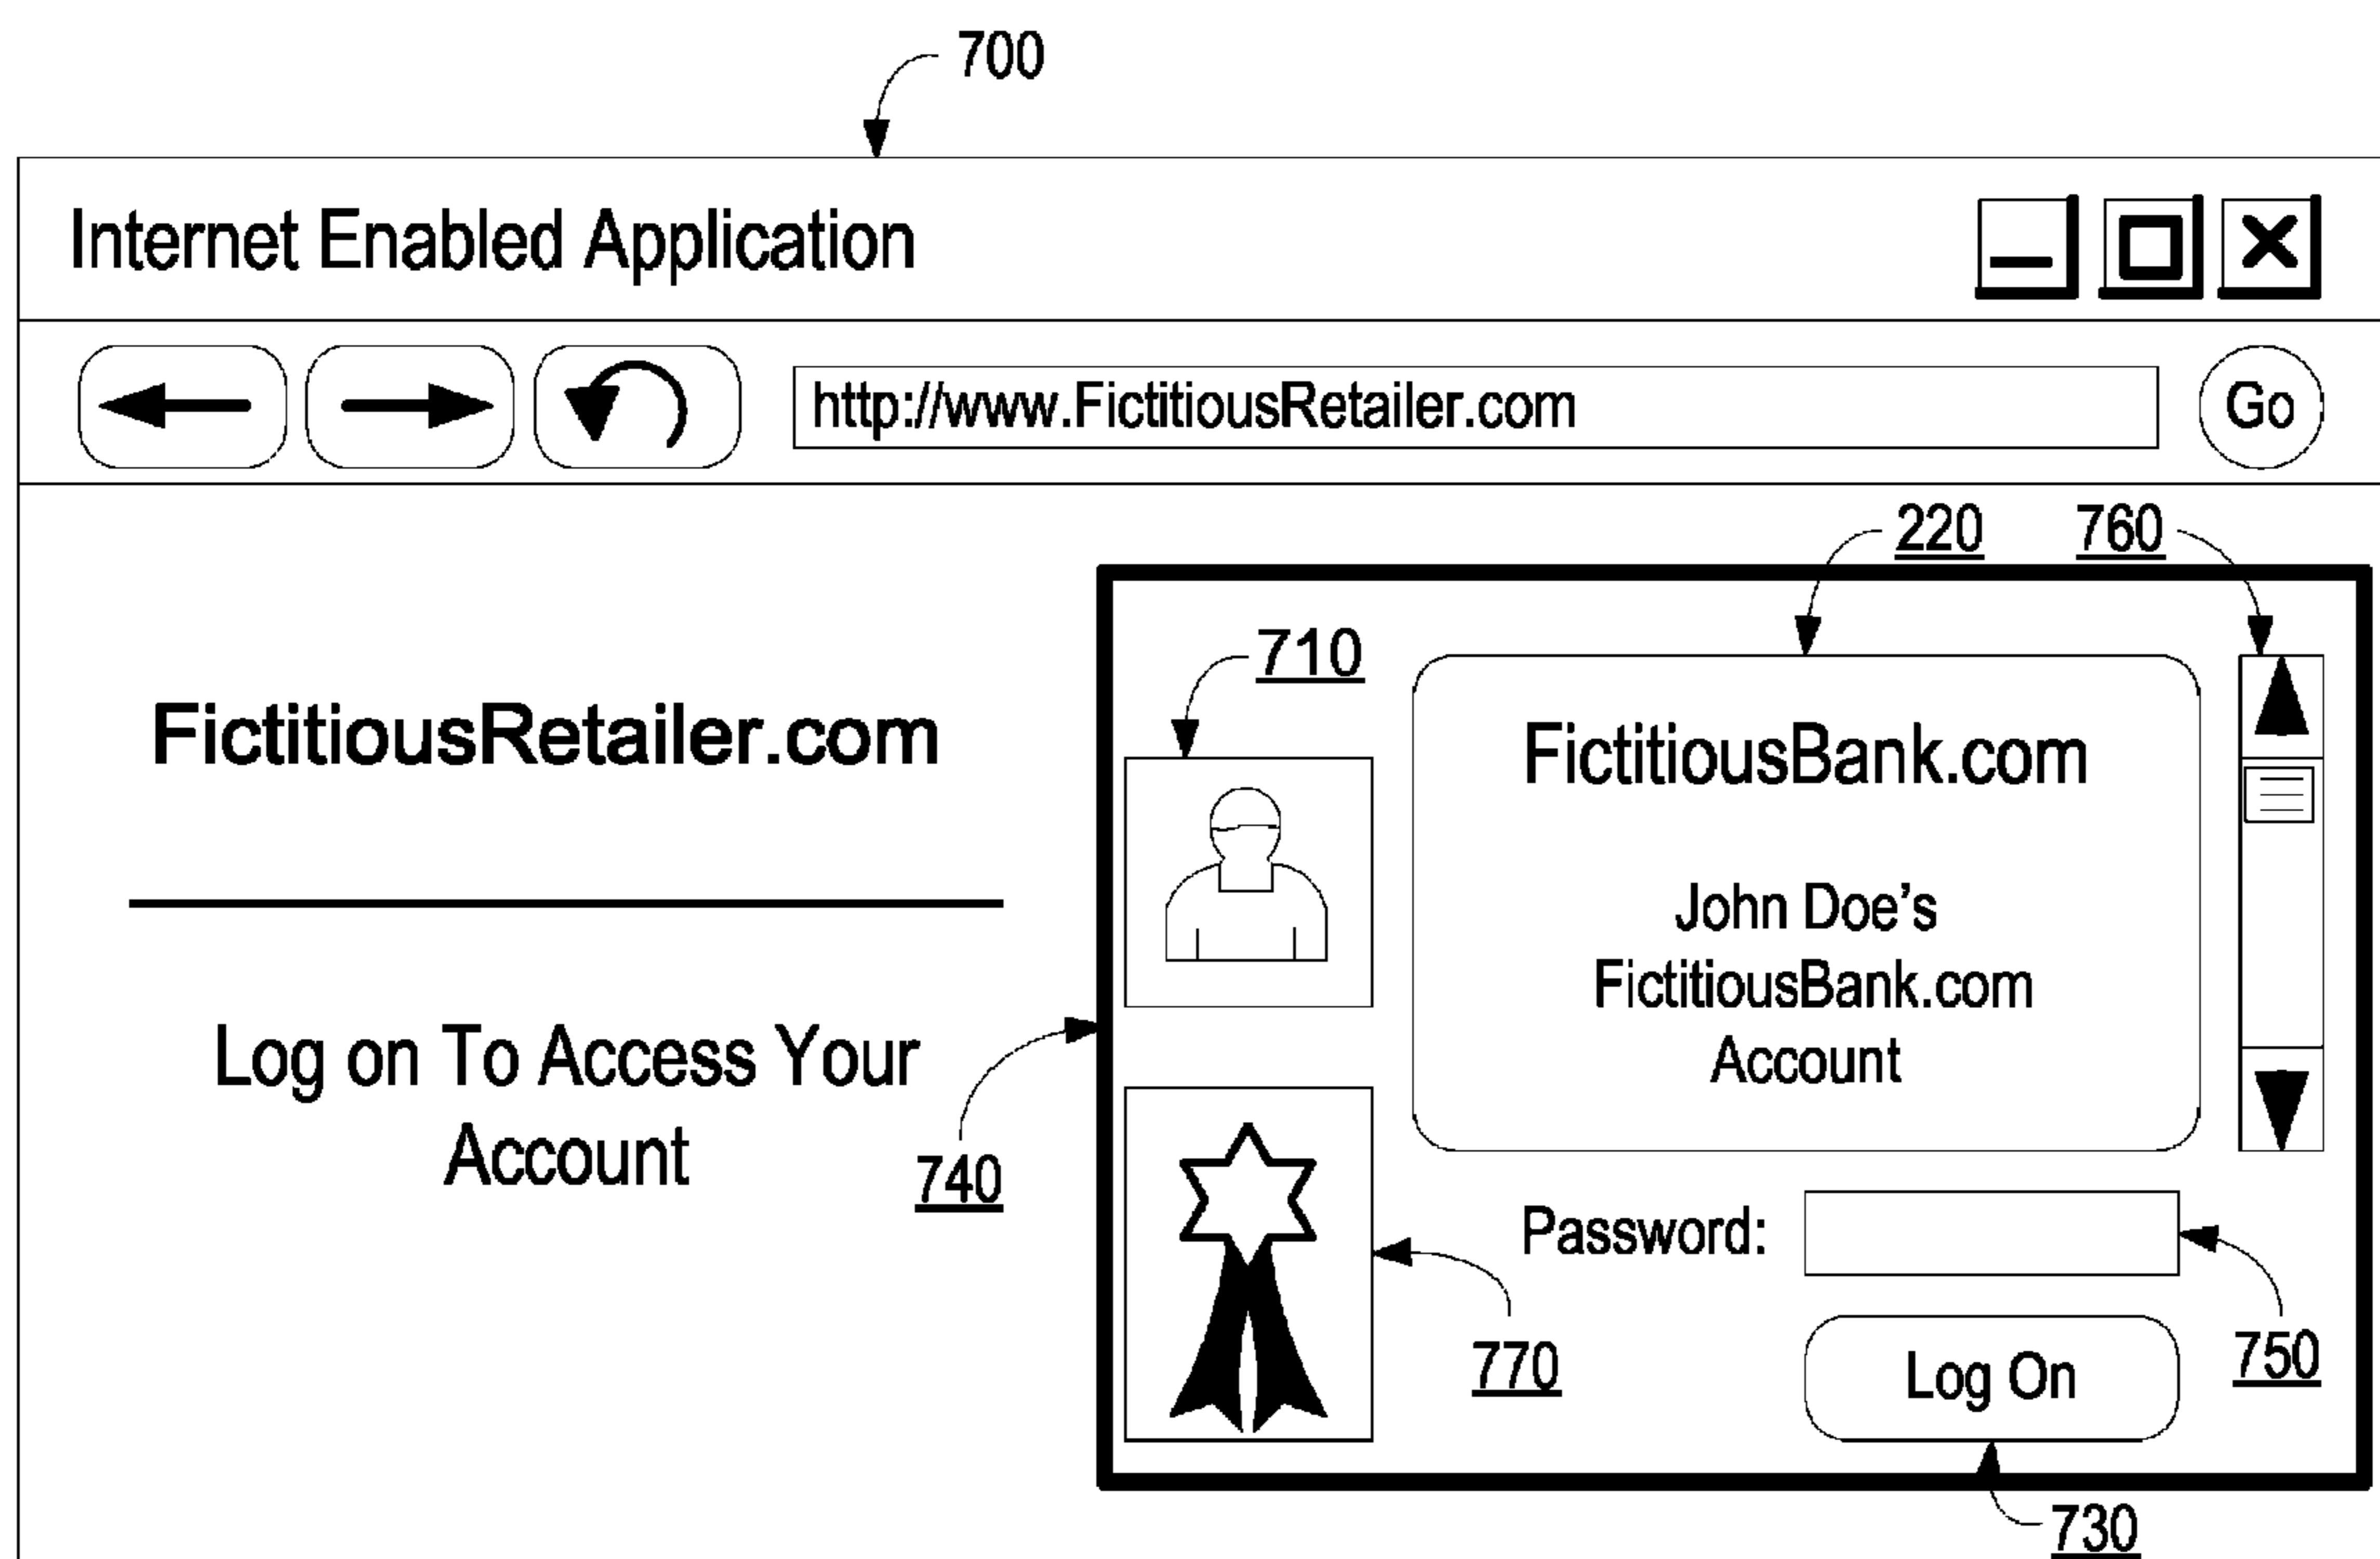 700
Internet Enabled Application
http://www.FictitiousRetailer.com
Go
220
760
710
FictitiousRetailer.com
FictitiousBank.com
John Doe's
FictitiousBank.com
Account
Log on To Access Your
Account
740
Password:
770
750
Log On
730